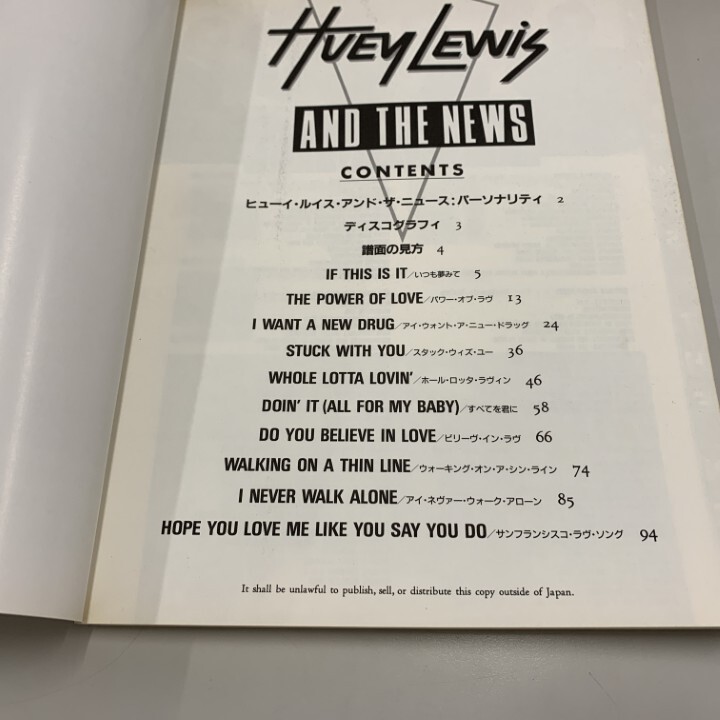 HUEY LEWIS
AND THE NEWS
CONTENTS
ヒューイ・ルイス・アンド・ザ・ニュース：パーソナリティ 2
ディスコグラフィ 3
譜面の見方 4
IF THIS IS IT/いつも夢みて 5
THE POWER OF LOVE/パワー・オブ・ラヴ 13
I WANT A NEW DRUG/アイ・ウォント・ア・ニュー・ドラッグ 24
STUCK WITH YOU/スタック・ウィズ・ユー 36
WHOLE LOTTA LOVIN'/ホール・ロッタ・ラヴィン 46
DOIN' IT (ALL FOR MY BABY)/すべてを君に 58
DO YOU BELIEVE IN LOVE/ビリーヴ・イン・ラヴ 66
WALKING ON A THIN LINE/ウォーキング・オン・ア・シン・ライン 74
I NEVER WALK ALONE/アイ・ネヴァー・ウォーク・アローン 85
HOPE YOU LOVE ME LIKE YOU SAY YOU DO/サンフランシスコ・ラヴ・ソング 94
It shall be unlawful to publish, sell, or distribute this copy outside of Japan.